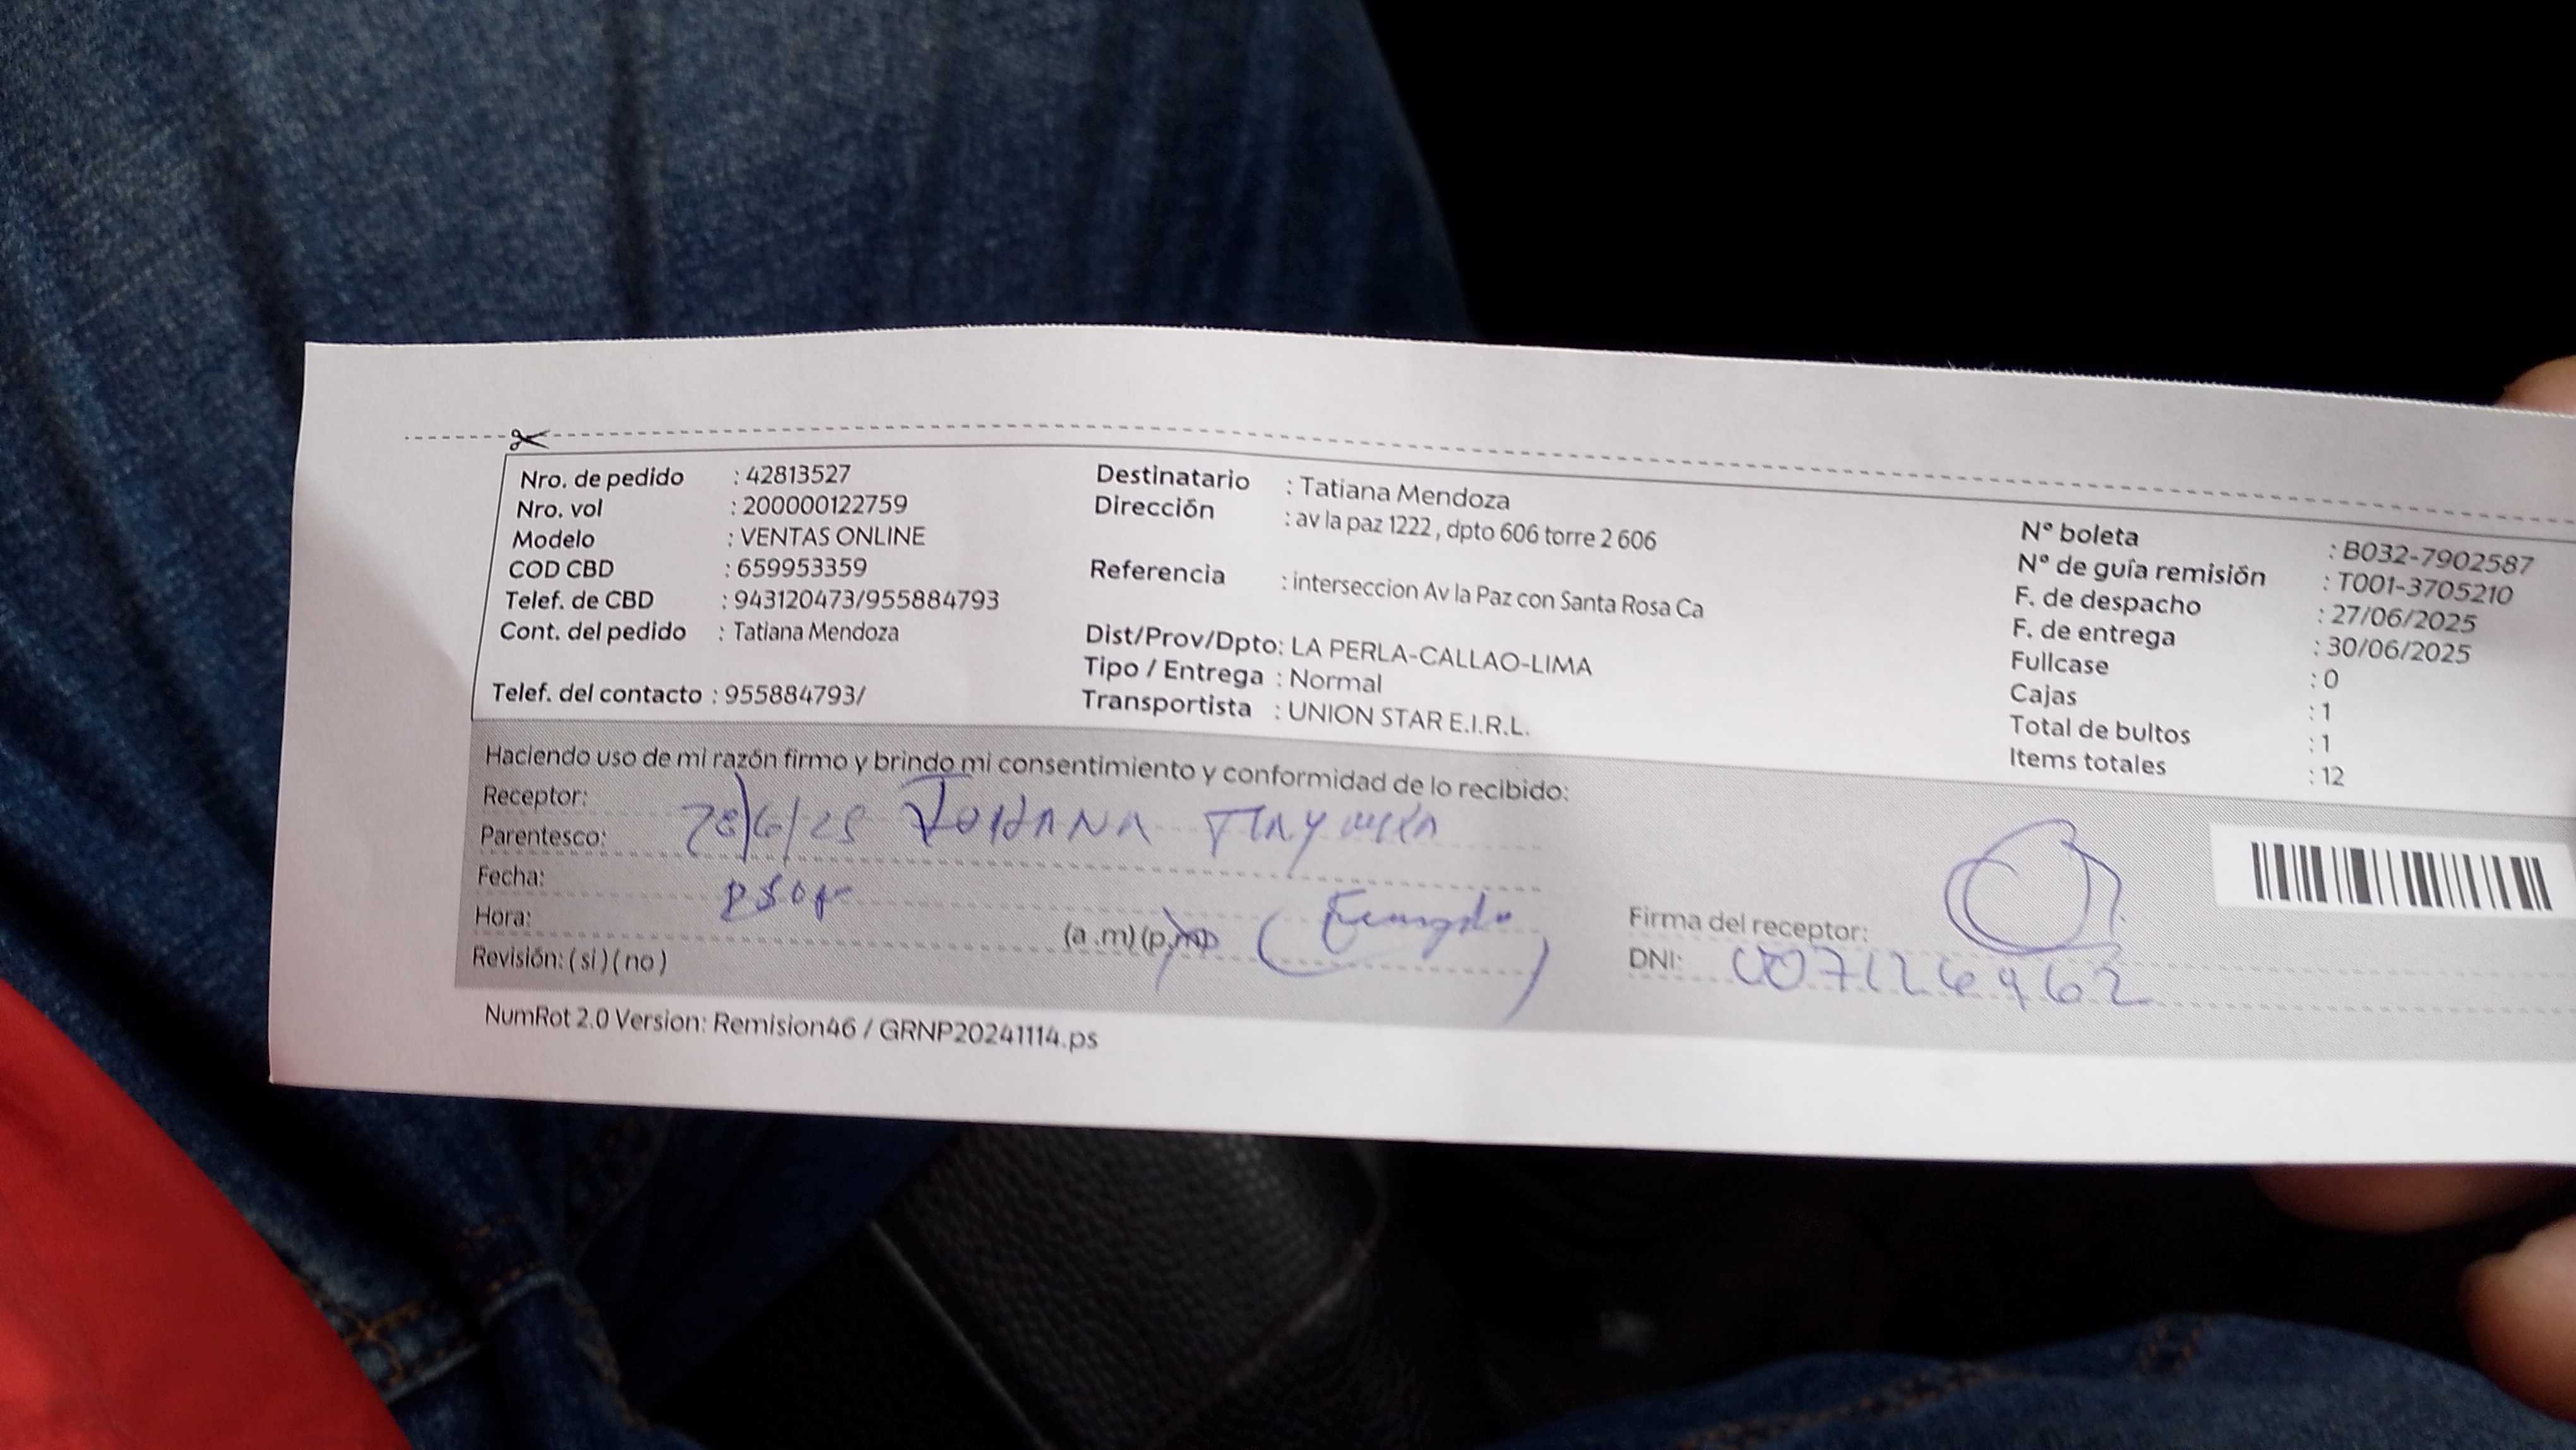 Nro. de pedido : 42813527
Nro. vol : 200000122759
Modelo : VENTAS ONLINE
COD CBD : 659953359
Telef. de CBD : 943120473/955884793
Cont. del pedido : Tatiana Mendoza
Telef. del contacto : 955884793/
Destinatario : Tatiana Mendoza
Dirección : av la paz 1222 , dpto 606 torre 2 606
Referencia : interseccion Av la Paz con Santa Rosa Ca
Dist/Prov/Dpto: LA PERLA-CALLAO-LIMA
Tipo / Entrega : Normal
Transportista : UNION STAR E.I.R.L.
N° boleta : B032-7902587
N° de guía remisión : T001-3705210
F. de despacho : 27/06/2025
F. de entrega : 30/06/2025
Fullcase : 0
Cajas : 1
Total de bultos : 1
Items totales : 12
Haciendo uso de mi razón firmo y brindo mi consentimiento y conformidad de lo recibido:
Receptor:
Parentesco: 28/6/25 JOHANA
Fecha:
Hora: (a .m) (p.m)
Revisión: ( si ) ( no )
Firma del receptor:
DNI: 007126962
NumRot 2.0 Version: Remision46 / GRNP20241114.ps